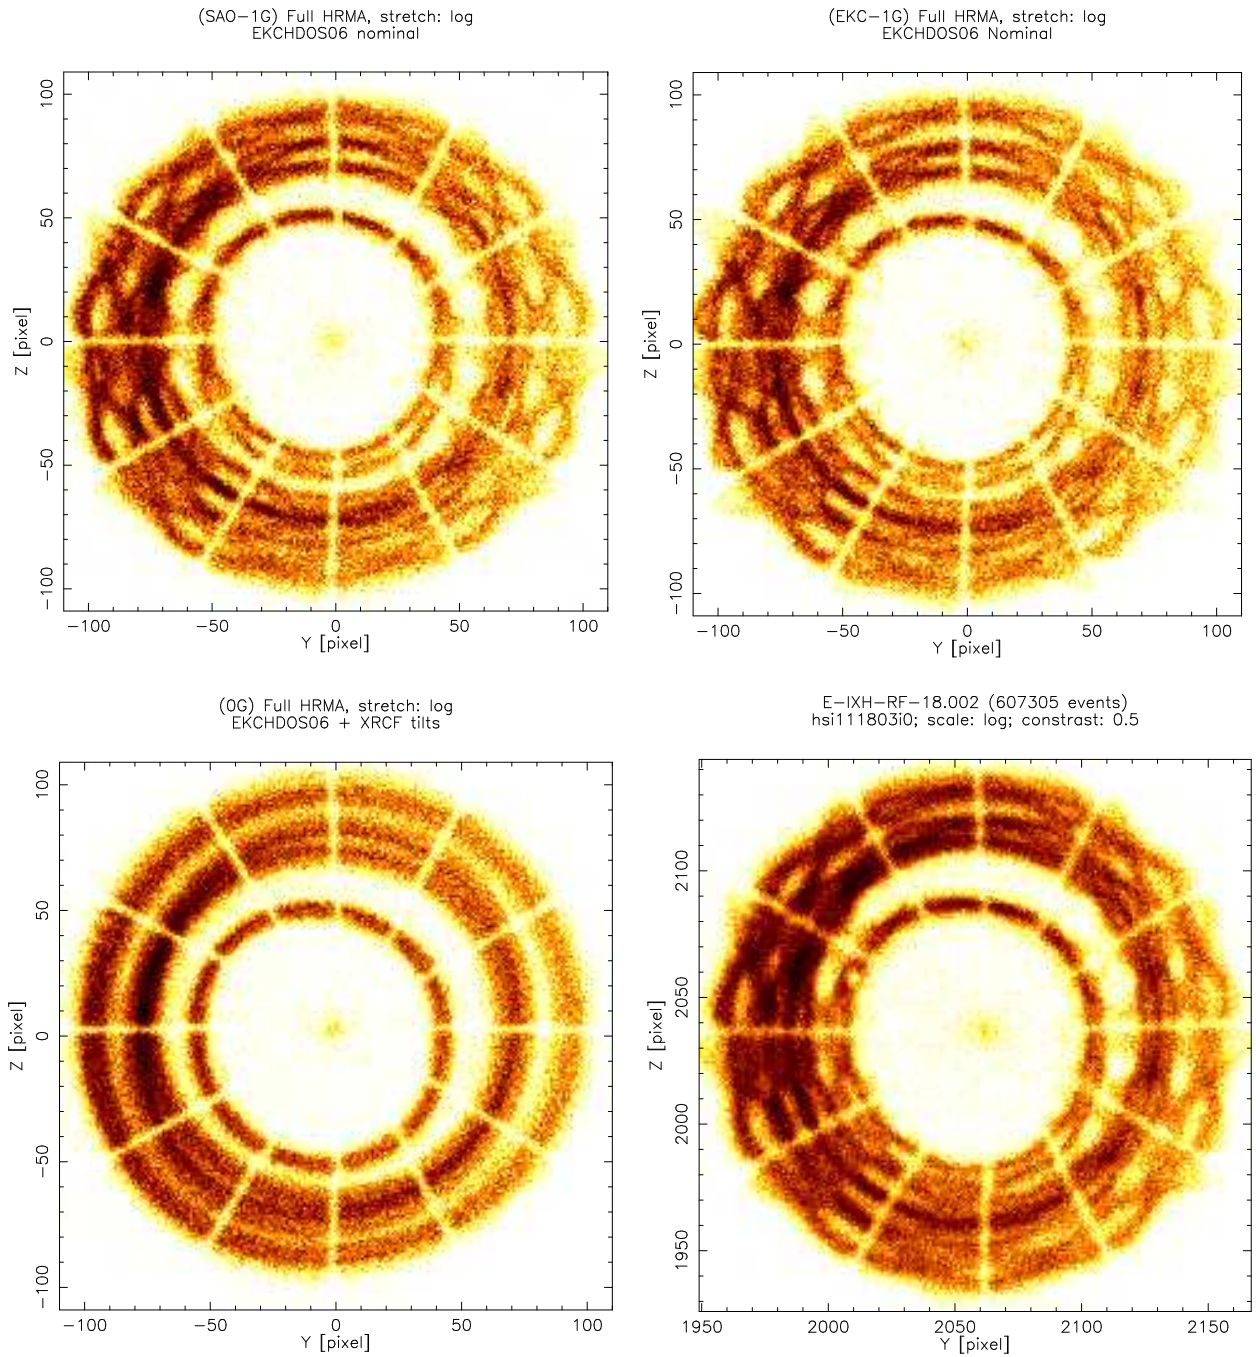 (SAO-1G) Full HRMA, stretch: log
EKCHDOS06 nominal
100
50
0
-50
-100
Z [pixel]
-100 -50 0 50 100
Y [pixel]
(EKC-1G) Full HRMA, stretch: log
EKCHDOS06 Nominal
100
50
0
-50
-100
Z [pixel]
-100 -50 0 50 100
Y [pixel]
(0G) Full HRMA, stretch: log
EKCHDOS06 + XRCF tilts
100
50
0
-50
-100
Z [pixel]
-100 -50 0 50 100
Y [pixel]
E-IXH-RF-18.002 (607305 events)
hsi111803i0; scale: log; constrast: 0.5
2100
2050
2000
1950
Z [pixel]
1950 2000 2050 2100 2150
Y [pixel]